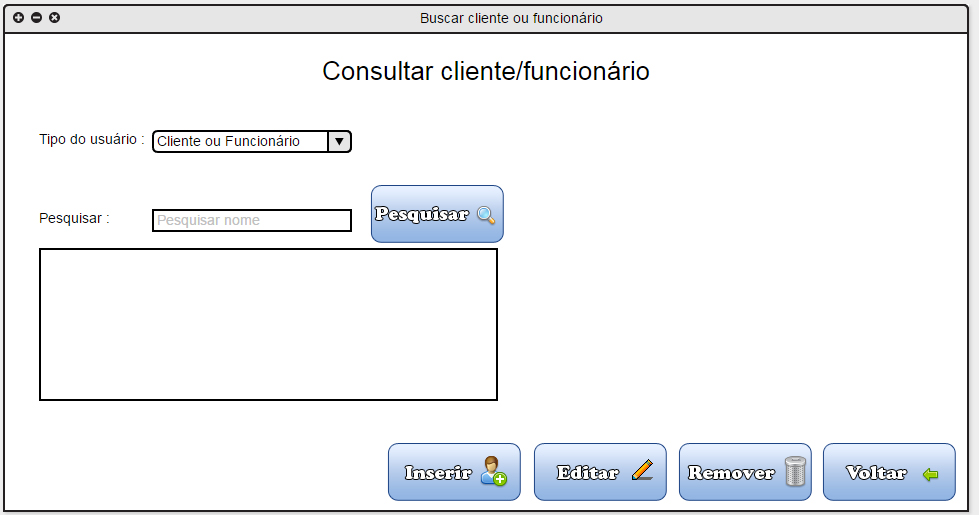 Buscar cliente ou funcionário
Consultar cliente/funcionário
Tipo do usuário : Cliente ou Funcionário
Pesquisar : Pesquisar nome Pesquisar
Inserir Editar Remover Voltar